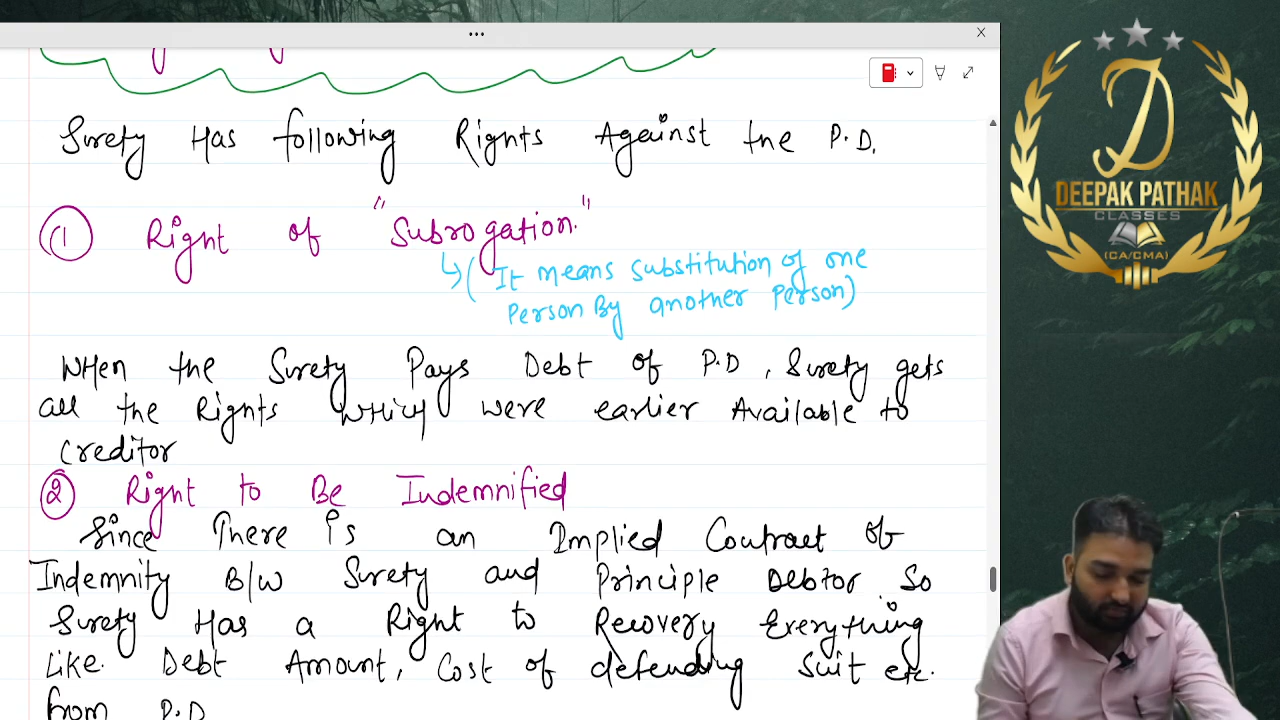 Surety Has following Rights Against the P.D.
① Right of "Subrogation."
↳ (It means substitution of one
Person By another Person)
When the Surety Pays Debt of P.D, Surety gets
all the Rights Which were earlier Available to
Creditor
② Right to Be Indemnified
Since There Is an Implied Contract of
Indemnity B/W Surety and Principle Debtor. So
Surety Has a Right to Recovery Everything
Like Debt Amount, Cost of defending Suit etc.
from P.D
D
DEEPAK PATHAK
CLASSES
(CA/CMA)